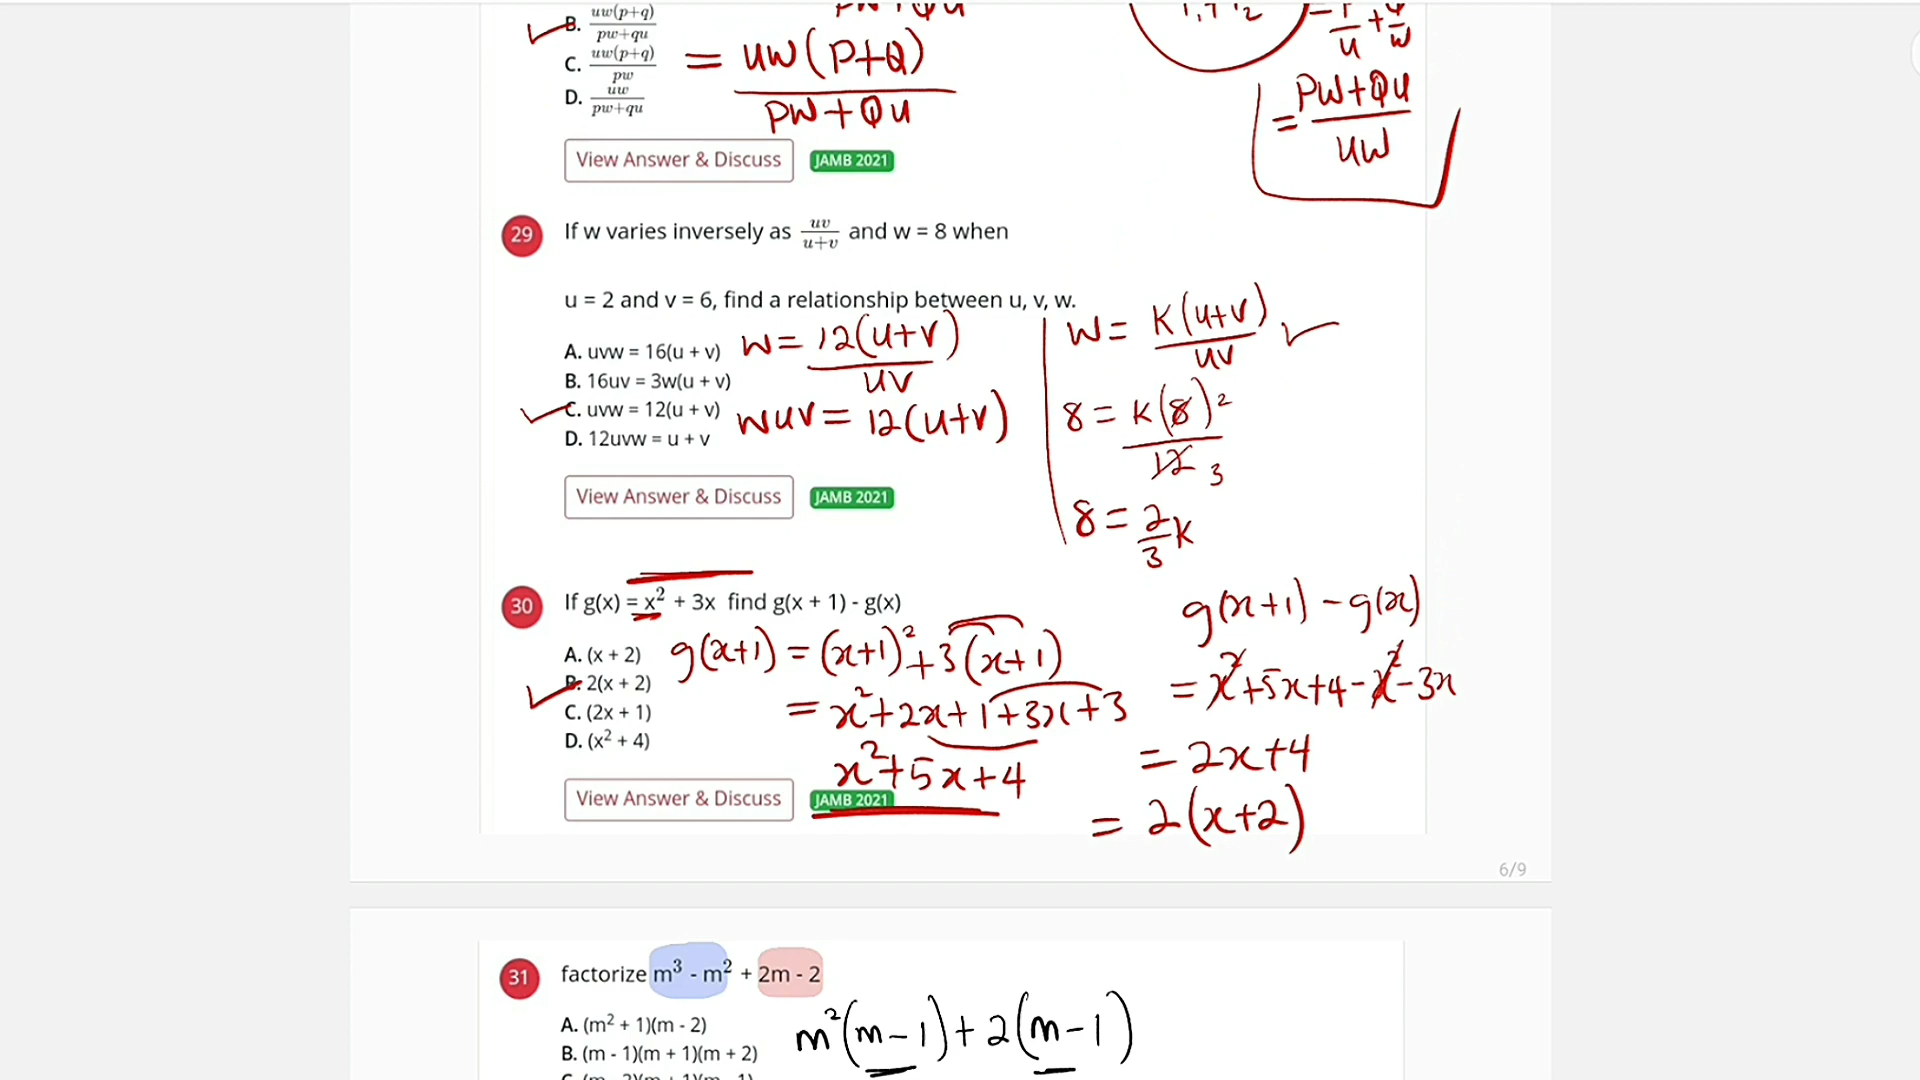 B. uw(p+q)/pw+qu
C. uw(p+q)/pw
D. uw/pw+qu
= uw(P+Q)/PW+QU
= PW+QU/UW
View Answer & Discuss JAMB 2021
29 If w varies inversely as uv/u+v and w = 8 when
u = 2 and v = 6, find a relationship between u, v, w.
A. uvw = 16(u + v)
B. 16uv = 3w(u + v)
C. uvw = 12(u + v)
D. 12uvw = u + v
W = 12(u+v)/uv
wuv = 12(u+v)
W = K(u+v)/uv
8 = K(8)2/12 3
8 = 2/3 K
View Answer & Discuss JAMB 2021
30 If g(x) = x² + 3x find g(x + 1) - g(x)
A. (x + 2)
B. 2(x + 2)
C. (2x + 1)
D. (x² + 4)
g(x+1) = (x+1)²+3(x+1)
= x²+2x+1+3x+3
x²+5x+4
g(x+1) - g(x)
= x²+5x+4-x²-3x
= 2x+4
= 2(x+2)
View Answer & Discuss JAMB 2021
6/9
31 factorize m³ - m² + 2m - 2
A. (m² + 1)(m - 2)
B. (m - 1)(m + 1)(m + 2)
m²(m-1)+2(m-1)